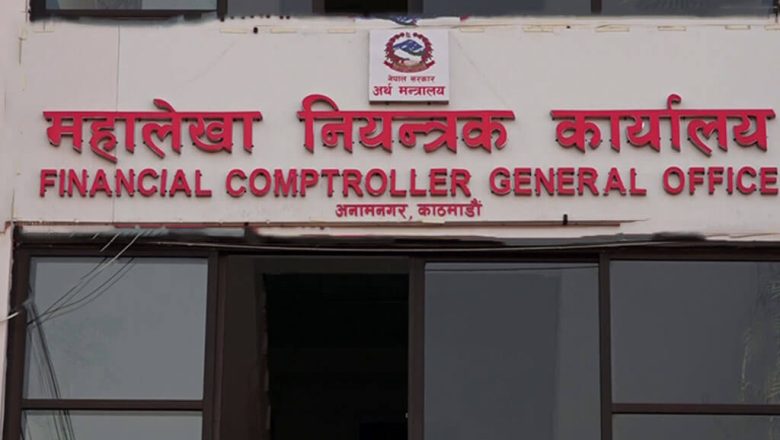 नेपाल सरकार
अर्थ मन्त्रालय
महालेखा नियन्त्रक कार्यालय
FINANCIAL COMPTROLLER GENERAL OFFICE
अनामनगर, काठमाडौं